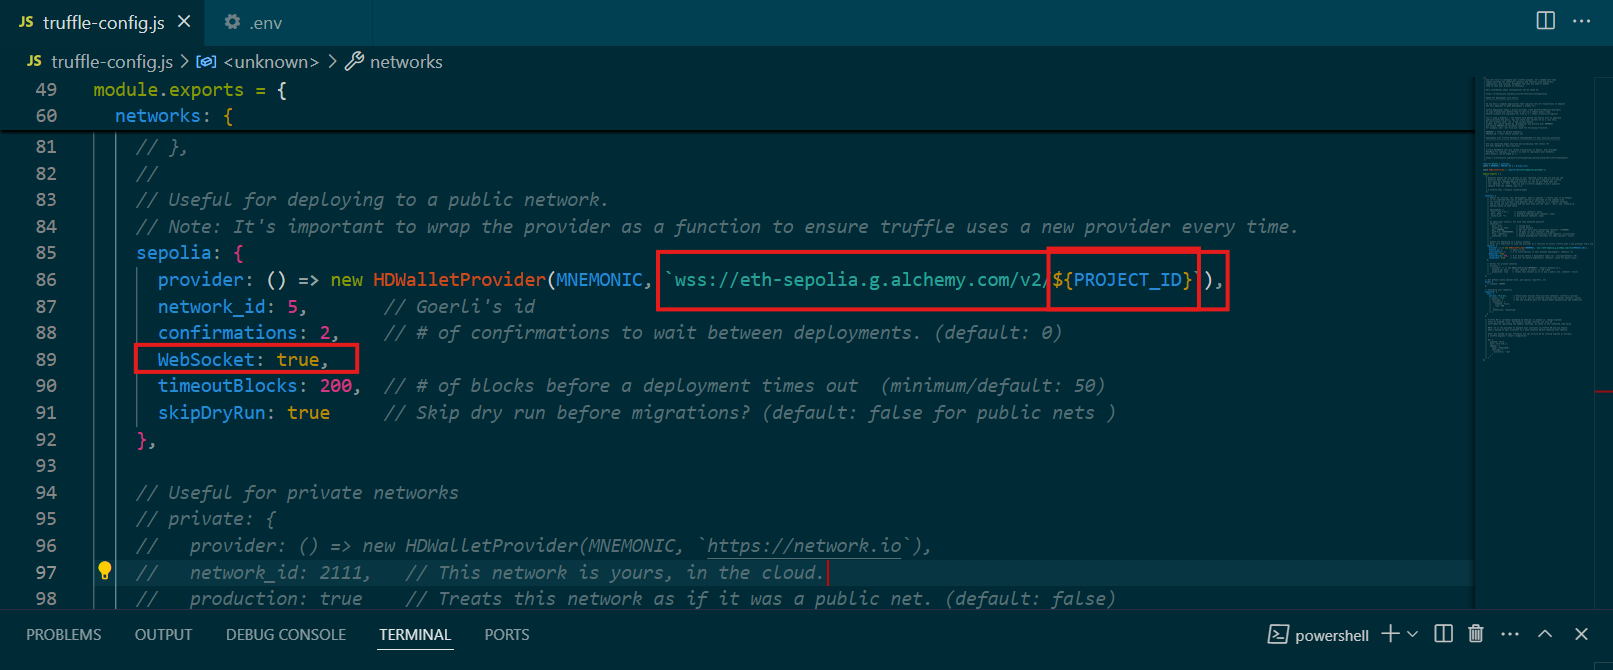 JS truffle-config.js
.env
JS truffle-config.js > <unknown> > networks
49 module.exports = {
60 networks: {
81 // },
82 //
83 // Useful for deploying to a public network.
84 // Note: It's important to wrap the provider as a function to ensure truffle uses a new provider every time.
85 sepolia: {
86 provider: () => new HDWalletProvider(MNEMONIC, `wss://eth-sepolia.g.alchemy.com/v2/${PROJECT_ID}`),
87 network_id: 5, // Goerli's id
88 confirmations: 2, // # of confirmations to wait between deployments. (default: 0)
89 WebSocket: true,
90 timeoutBlocks: 200, // # of blocks before a deployment times out (minimum/default: 50)
91 skipDryRun: true // Skip dry run before migrations? (default: false for public nets )
92 },
93
94 // Useful for private networks
95 // private: {
96 // provider: () => new HDWalletProvider(MNEMONIC, `https://network.io`),
97 // network_id: 2111, // This network is yours, in the cloud.
98 // production: true // Treats this network as if it was a public net. (default: false)
PROBLEMS OUTPUT DEBUG CONSOLE TERMINAL PORTS
powershell